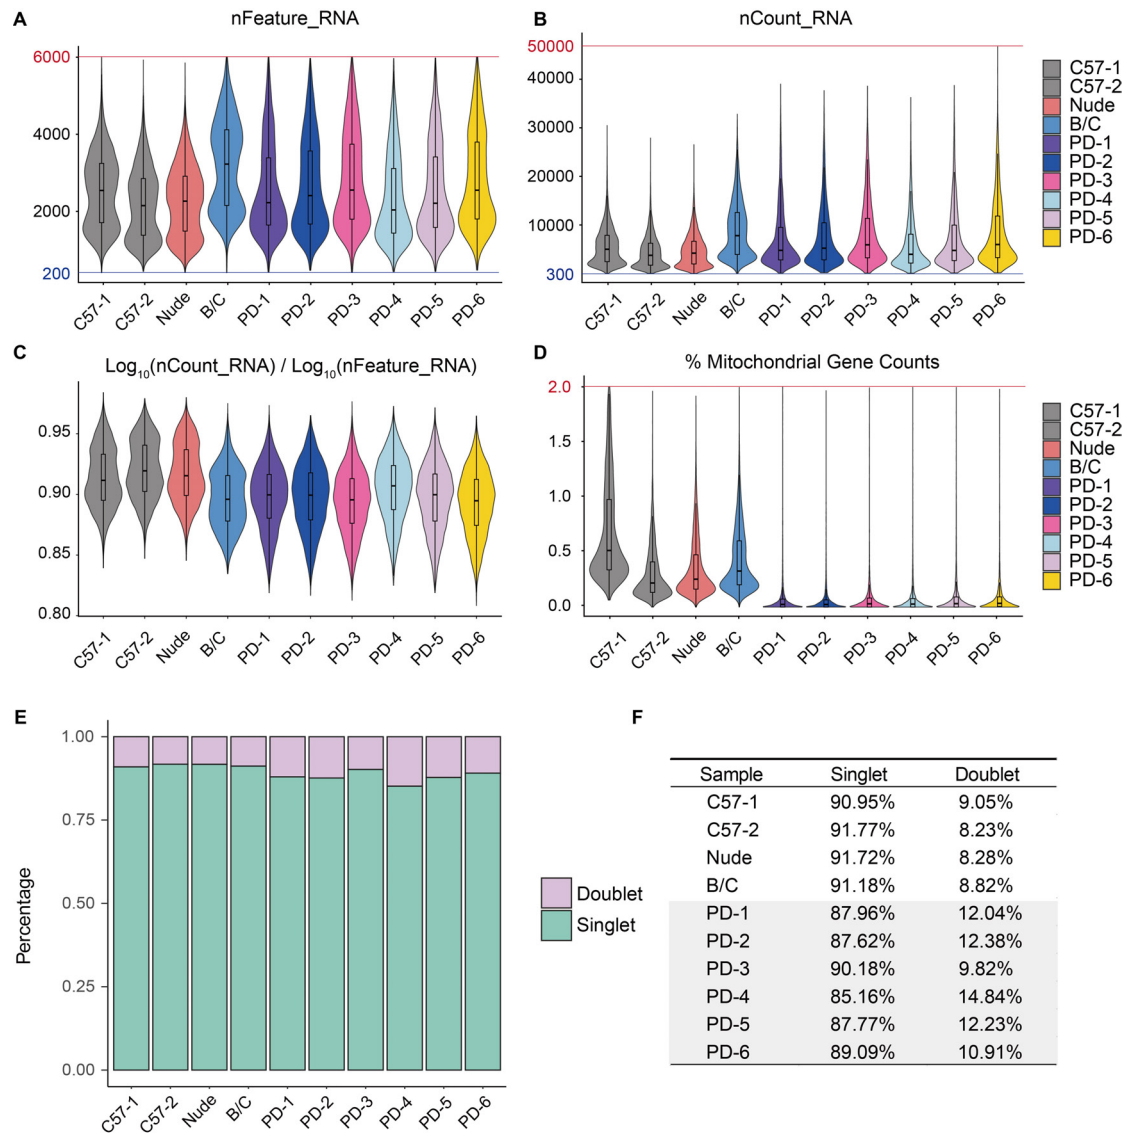 A
nFeature_RNA
6000
4000
2000
200
C57-1
C57-2
Nude
B/C
PD-1
PD-2
PD-3
PD-4
PD-5
PD-6
B
nCount_RNA
50000
40000
30000
20000
10000
300
C57-1
C57-2
Nude
B/C
PD-1
PD-2
PD-3
PD-4
PD-5
PD-6
C57-1
C57-2
Nude
B/C
PD-1
PD-2
PD-3
PD-4
PD-5
PD-6
C
Log10(nCount_RNA) / Log10(nFeature_RNA)
0.95
0.90
0.85
0.80
C57-1
C57-2
Nude
B/C
PD-1
PD-2
PD-3
PD-4
PD-5
PD-6
D
% Mitochondrial Gene Counts
2.0
1.5
1.0
0.5
0.0
C57-1
C57-2
Nude
B/C
PD-1
PD-2
PD-3
PD-4
PD-5
PD-6
C57-1
C57-2
Nude
B/C
PD-1
PD-2
PD-3
PD-4
PD-5
PD-6
E
Percentage
1.00
0.75
0.50
0.25
0.00
C57-1
C57-2
Nude
B/C
PD-1
PD-2
PD-3
PD-4
PD-5
PD-6
Doublet
Singlet
F
Sample Singlet Doublet
C57-1 90.95% 9.05%
C57-2 91.77% 8.23%
Nude 91.72% 8.28%
B/C 91.18% 8.82%
PD-1 87.96% 12.04%
PD-2 87.62% 12.38%
PD-3 90.18% 9.82%
PD-4 85.16% 14.84%
PD-5 87.77% 12.23%
PD-6 89.09% 10.91%